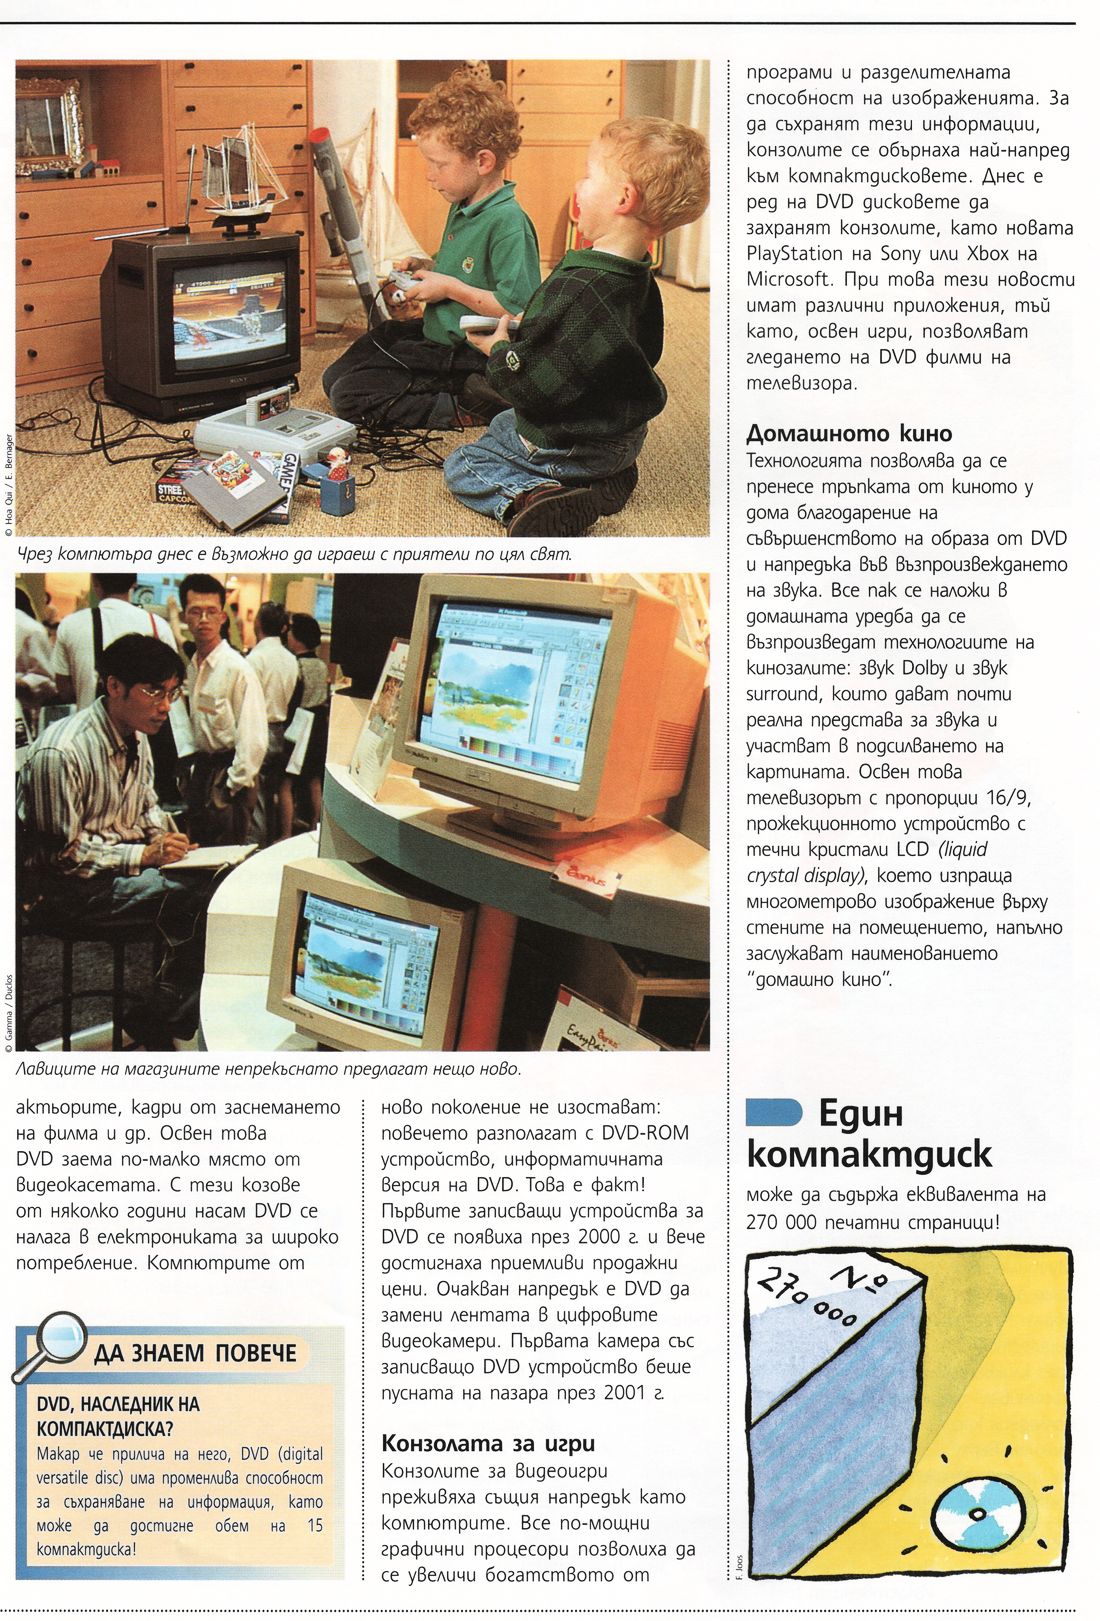 © Hoa Qui / E. Bernager
SONY
STREET
CAPCOM
GAME
Чрез компютъра днес е възможно да играеш с приятели по цял свят.
Genius
EasyPai
Genius
© Gamma / Duclos
Лавиците на магазините непрекъснато предлагат нещо ново.
актьорите, кадри от заснемането
на филма и др. Освен това
DVD заема по-малко място от
видеокасетата. С тези козове
от няколко години насам DVD се
налага в електрониката за широко
потребление. Компютрите от
ДА ЗНАЕМ ПОВЕЧЕ
DVD, НАСЛЕДНИК НА
КОМПАКТДИСКА?
Макар че прилича на него, DVD (digital
versatile disc) има променлива способност
за съхраняване на информация, като
може да достигне обем на 15
компактдиска!
ново поколение не изостават:
повечето разполагат с DVD-ROM
устройство, информатичната
версия на DVD. Това е факт!
Първите записващи устройства за
DVD се появиха през 2000 г. и вече
достигнаха приемливи продажни
цени. Очакван напредък е DVD да
замени лентата в цифровите
видеокамери. Първата камера със
записващо DVD устройство беше
пусната на пазара през 2001 г.
Конзолата за игри
Конзолите за видеоигри
преживяха същия напредък като
компютрите. Все по-мощни
графични процесори позволиха да
се увеличи богатството от
програми и разделителната
способност на изображенията. За
да съхранят тези информации,
конзолите се обърнаха най-напред
към компактдисковете. Днес е
ред на DVD дисковете да
захранят конзолите, като новата
PlayStation на Sony или Xbox на
Microsoft. При това тези новости
имат различни приложения, тъй
като, освен игри, позволяват
гледането на DVD филми на
телевизора.
Домашното кино
Технологията позволява да се
пренесе тръпката от киното у
дома благодарение на
съвършенството на образа от DVD
и напредъка във възпроизвеждането
на звука. Все пак се наложи в
домашната уредба да се
възпроизведат технологиите на
кинозалите: звук Dolby и звук
surround, които дават почти
реална представа за звука и
участват в подсилването на
картината. Освен това
телевизорът с пропорции 16/9,
прожекционното устройство с
течни кристали LCD (liquid
crystal display), което изпраща
многометрово изображение върху
стените на помещението, напълно
заслужават наименованието
“домашно кино”.
Един
компактдиск
може да съдържа еквивалента на
270 000 печатни страници!
Nº
270 000
F. Joos